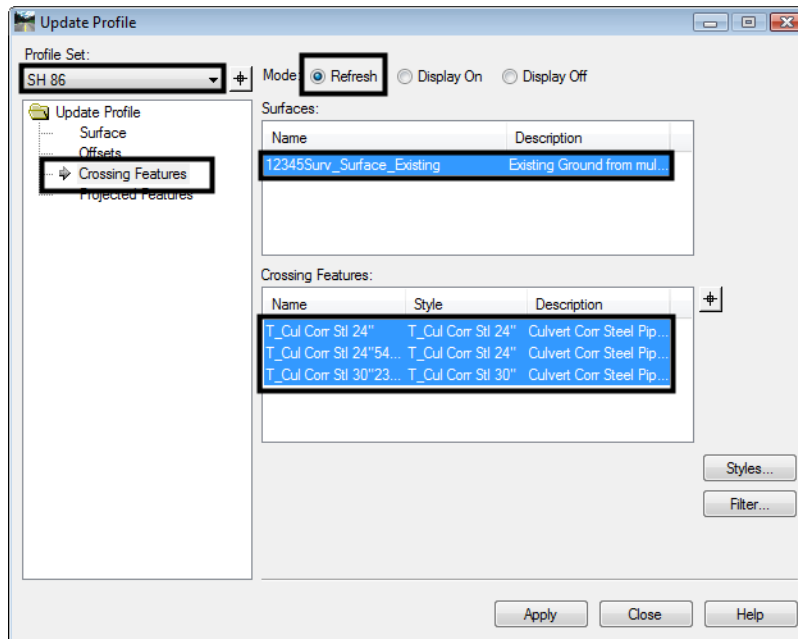 Update Profile
Profile Set:
SH 86
Mode: Refresh Display On Display Off
Update Profile
Surface
Offsets
Crossing Features
Projected Features
Surfaces:
Name Description
12345Surv_Surface_Existing Existing Ground from mul...
Crossing Features:
Name Style Description
T_Cul Corr Stl 24" T_Cul Corr Stl 24" Culvert Corr Steel Pip...
T_Cul Corr Stl 24"54... T_Cul Corr Stl 24" Culvert Corr Steel Pip...
T_Cul Corr Stl 30"23... T_Cul Corr Stl 30" Culvert Corr Steel Pip...
Styles...
Filter...
Apply Close Help